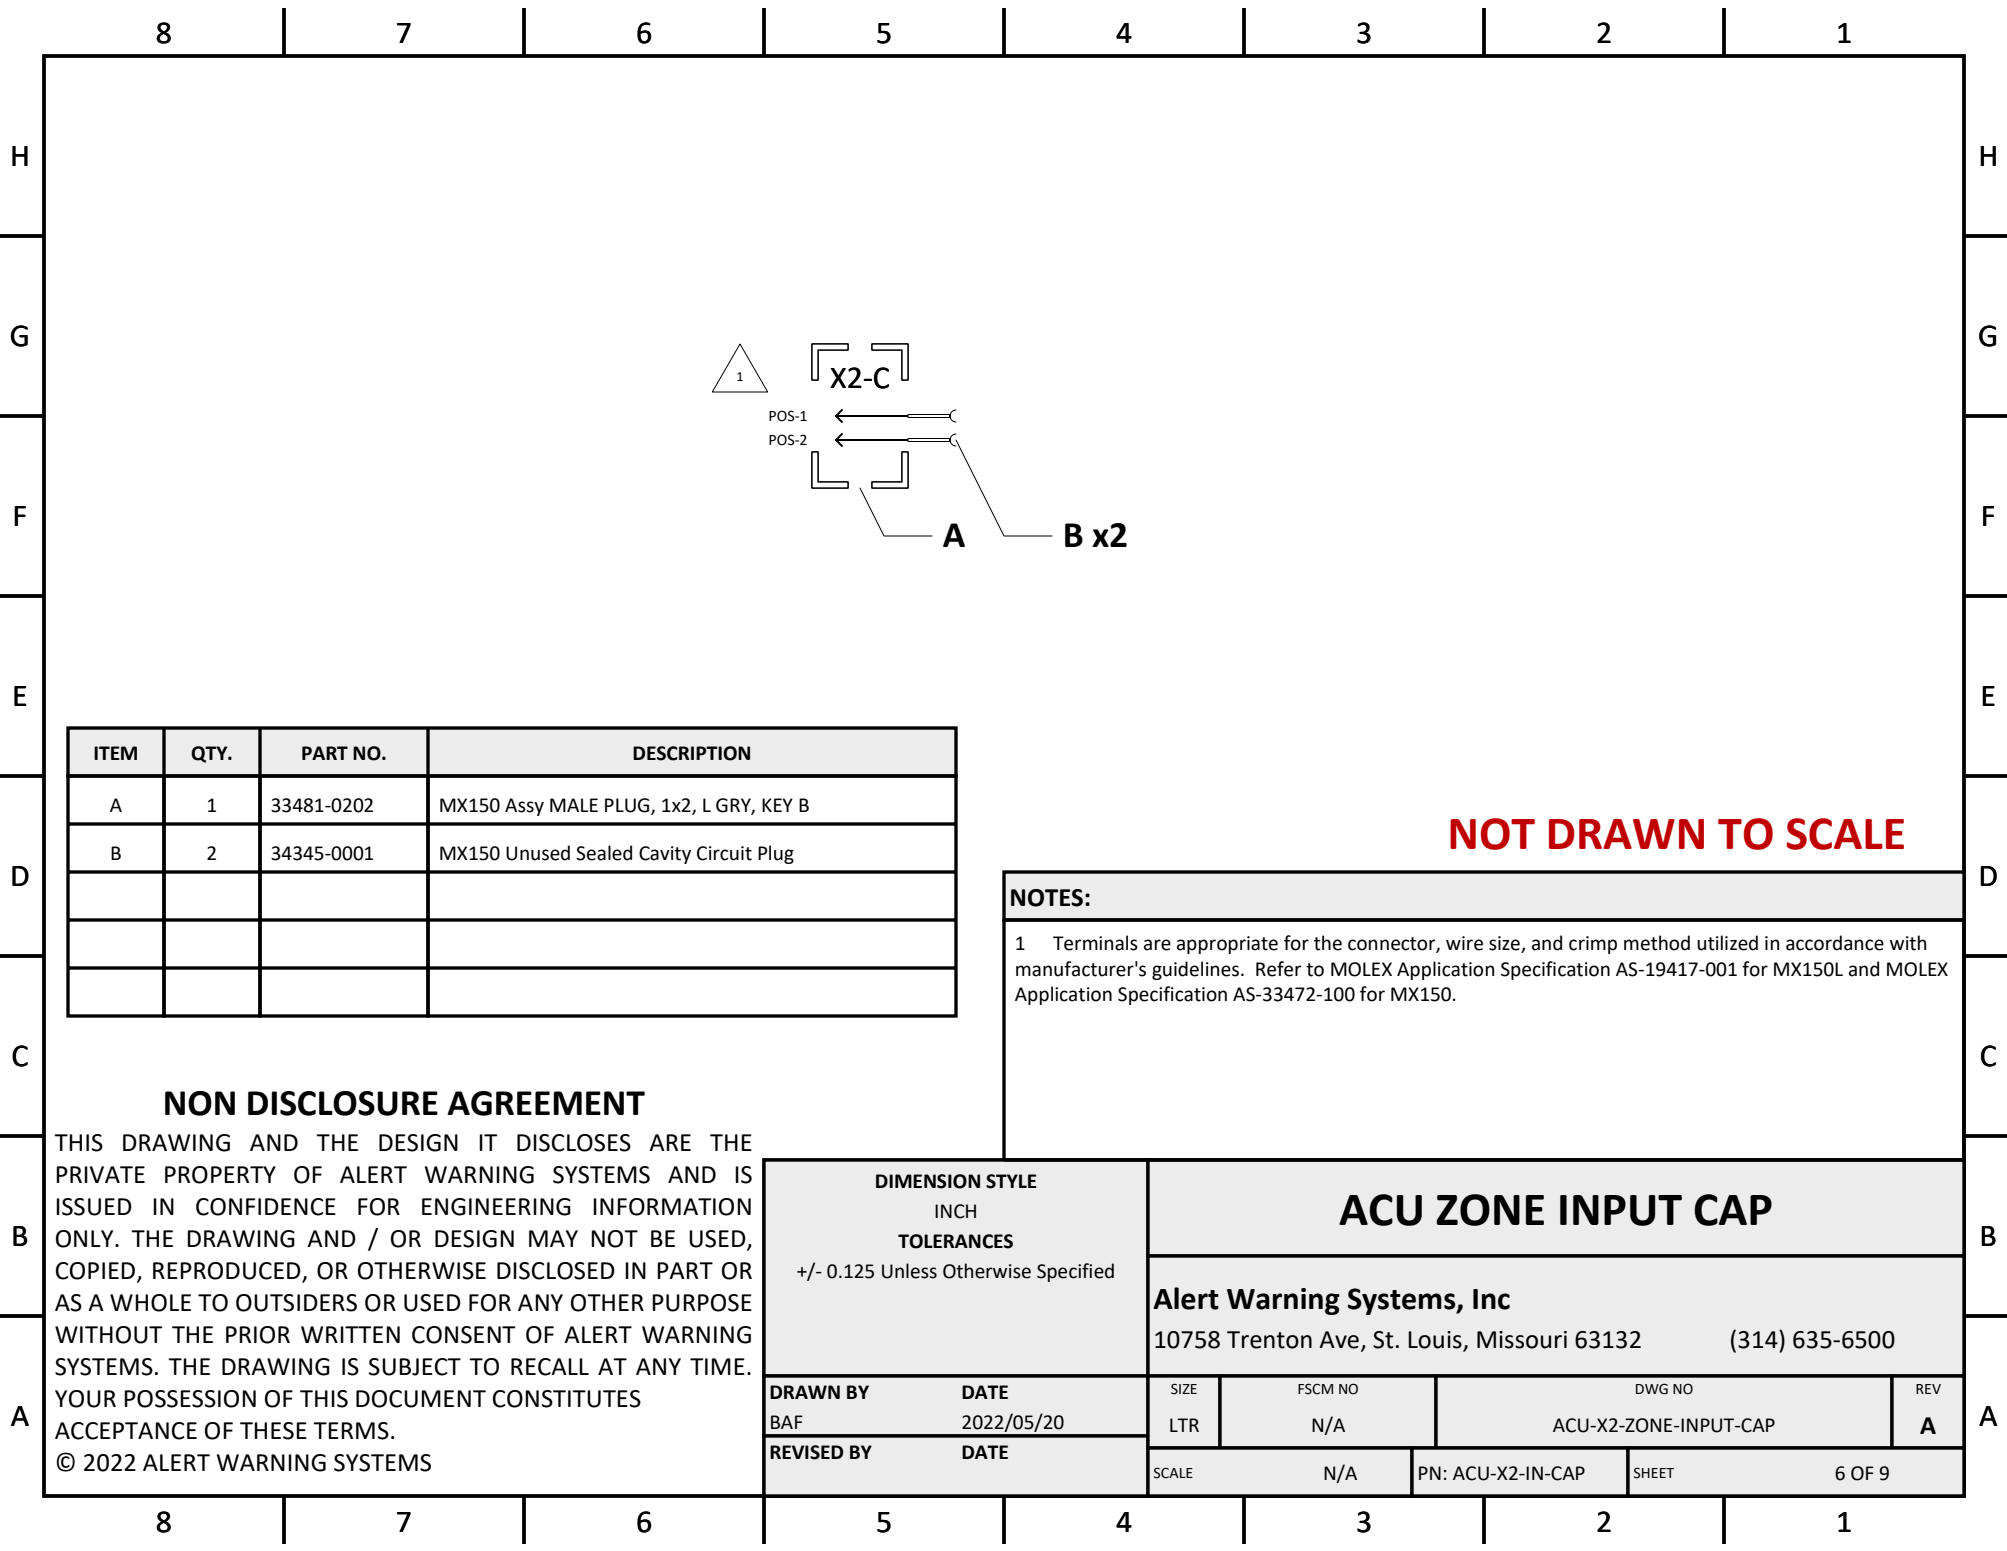 8 7 6 5 4 3 2 1
H H
G G
1
X2-C
POS-1
POS-2
F F
A B x2
E E
ITEM QTY. PART NO. DESCRIPTION
A 1 33481-0202 MX150 Assy MALE PLUG, 1x2, L GRY, KEY B
B 2 34345-0001 MX150 Unused Sealed Cavity Circuit Plug
NOT DRAWN TO SCALE
D D
NOTES:
1 Terminals are appropriate for the connector, wire size, and crimp method utilized in accordance with
manufacturer's guidelines. Refer to MOLEX Application Specification AS-19417-001 for MX150L and MOLEX
Application Specification AS-33472-100 for MX150.
C C
NON DISCLOSURE AGREEMENT
THIS DRAWING AND THE DESIGN IT DISCLOSES ARE THE
PRIVATE PROPERTY OF ALERT WARNING SYSTEMS AND IS
ISSUED IN CONFIDENCE FOR ENGINEERING INFORMATION
ONLY. THE DRAWING AND / OR DESIGN MAY NOT BE USED,
COPIED, REPRODUCED, OR OTHERWISE DISCLOSED IN PART OR
AS A WHOLE TO OUTSIDERS OR USED FOR ANY OTHER PURPOSE
WITHOUT THE PRIOR WRITTEN CONSENT OF ALERT WARNING
SYSTEMS. THE DRAWING IS SUBJECT TO RECALL AT ANY TIME.
YOUR POSSESSION OF THIS DOCUMENT CONSTITUTES
ACCEPTANCE OF THESE TERMS.
© 2022 ALERT WARNING SYSTEMS
B B
DIMENSION STYLE
INCH
TOLERANCES
+/- 0.125 Unless Otherwise Specified
ACU ZONE INPUT CAP
Alert Warning Systems, Inc
10758 Trenton Ave, St. Louis, Missouri 63132 (314) 635-6500
A A
DRAWN BY DATE
BAF 2022/05/20
REVISED BY DATE
SIZE FSCM NO DWG NO REV
LTR N/A ACU-X2-ZONE-INPUT-CAP A
SCALE N/A PN: ACU-X2-IN-CAP SHEET 6 OF 9
8 7 6 5 4 3 2 1